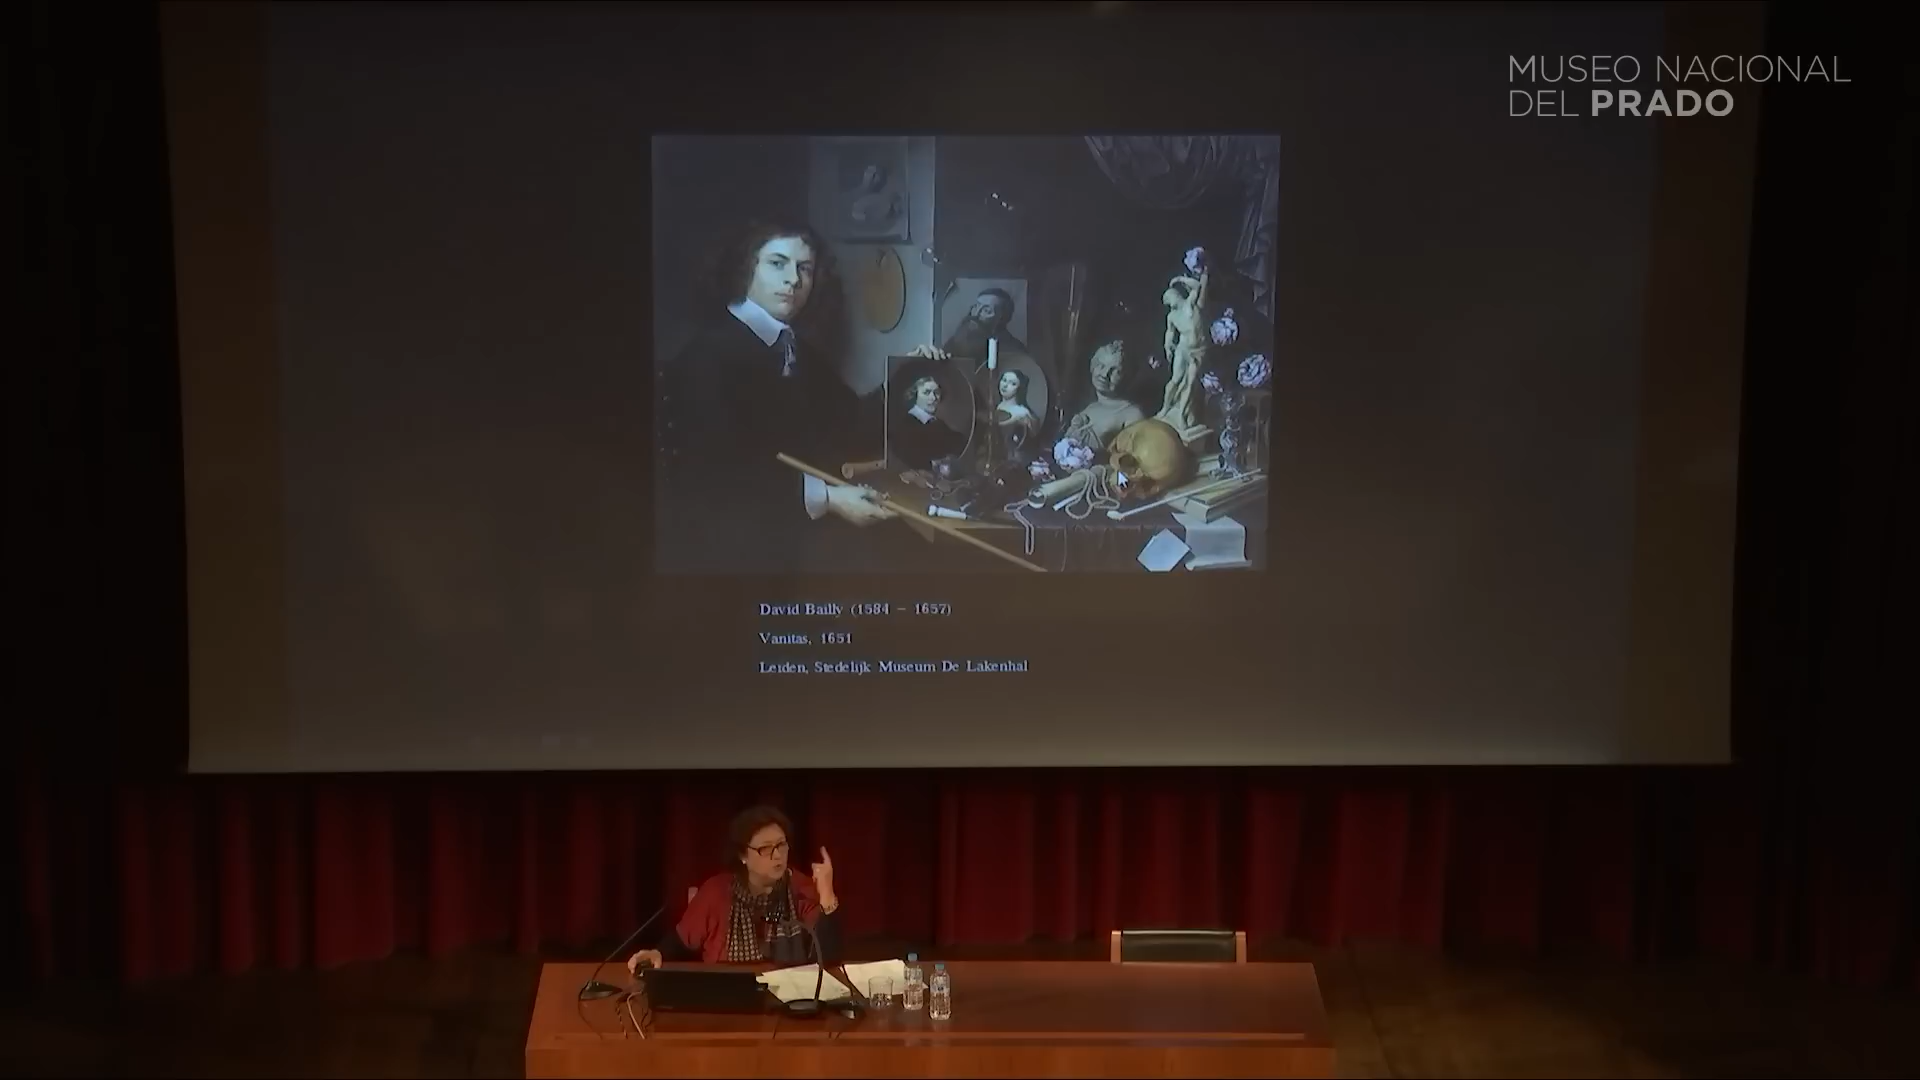 MUSEO NACIONAL
DEL PRADO
David Bailly (1584 – 1657)
Vanitas, 1651
Leiden, Stedelijk Museum De Lakenhal